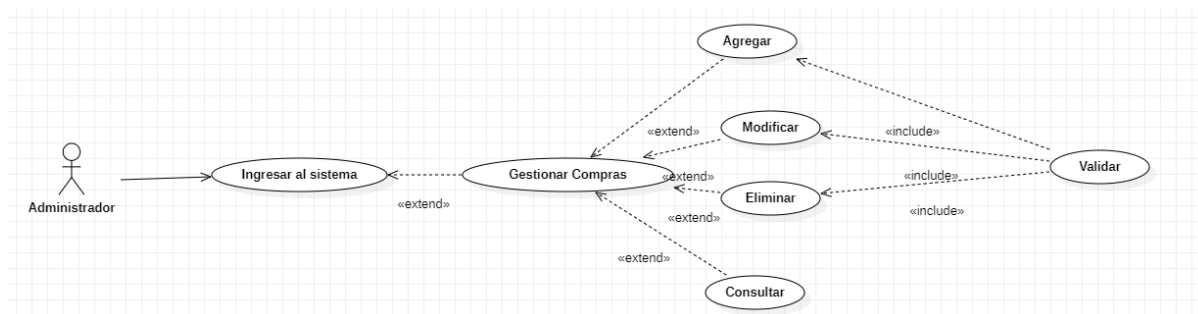 Agregar
«extend»
Modificar
«include»
Administrador
Ingresar al sistema
«extend»
Gestionar Compras
«extend»
Eliminar
«include»
Validar
«extend»
«include»
«extend»
Consultar